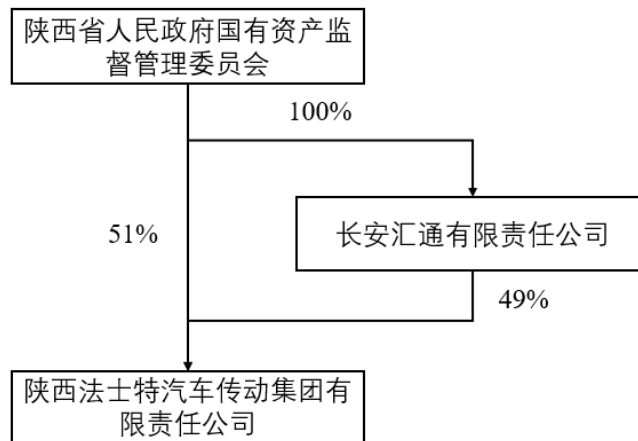 陕西省人民政府国有资产监
督管理委员会
100%
51%
长安汇通有限责任公司
49%
陕西法士特汽车传动集团有
限责任公司